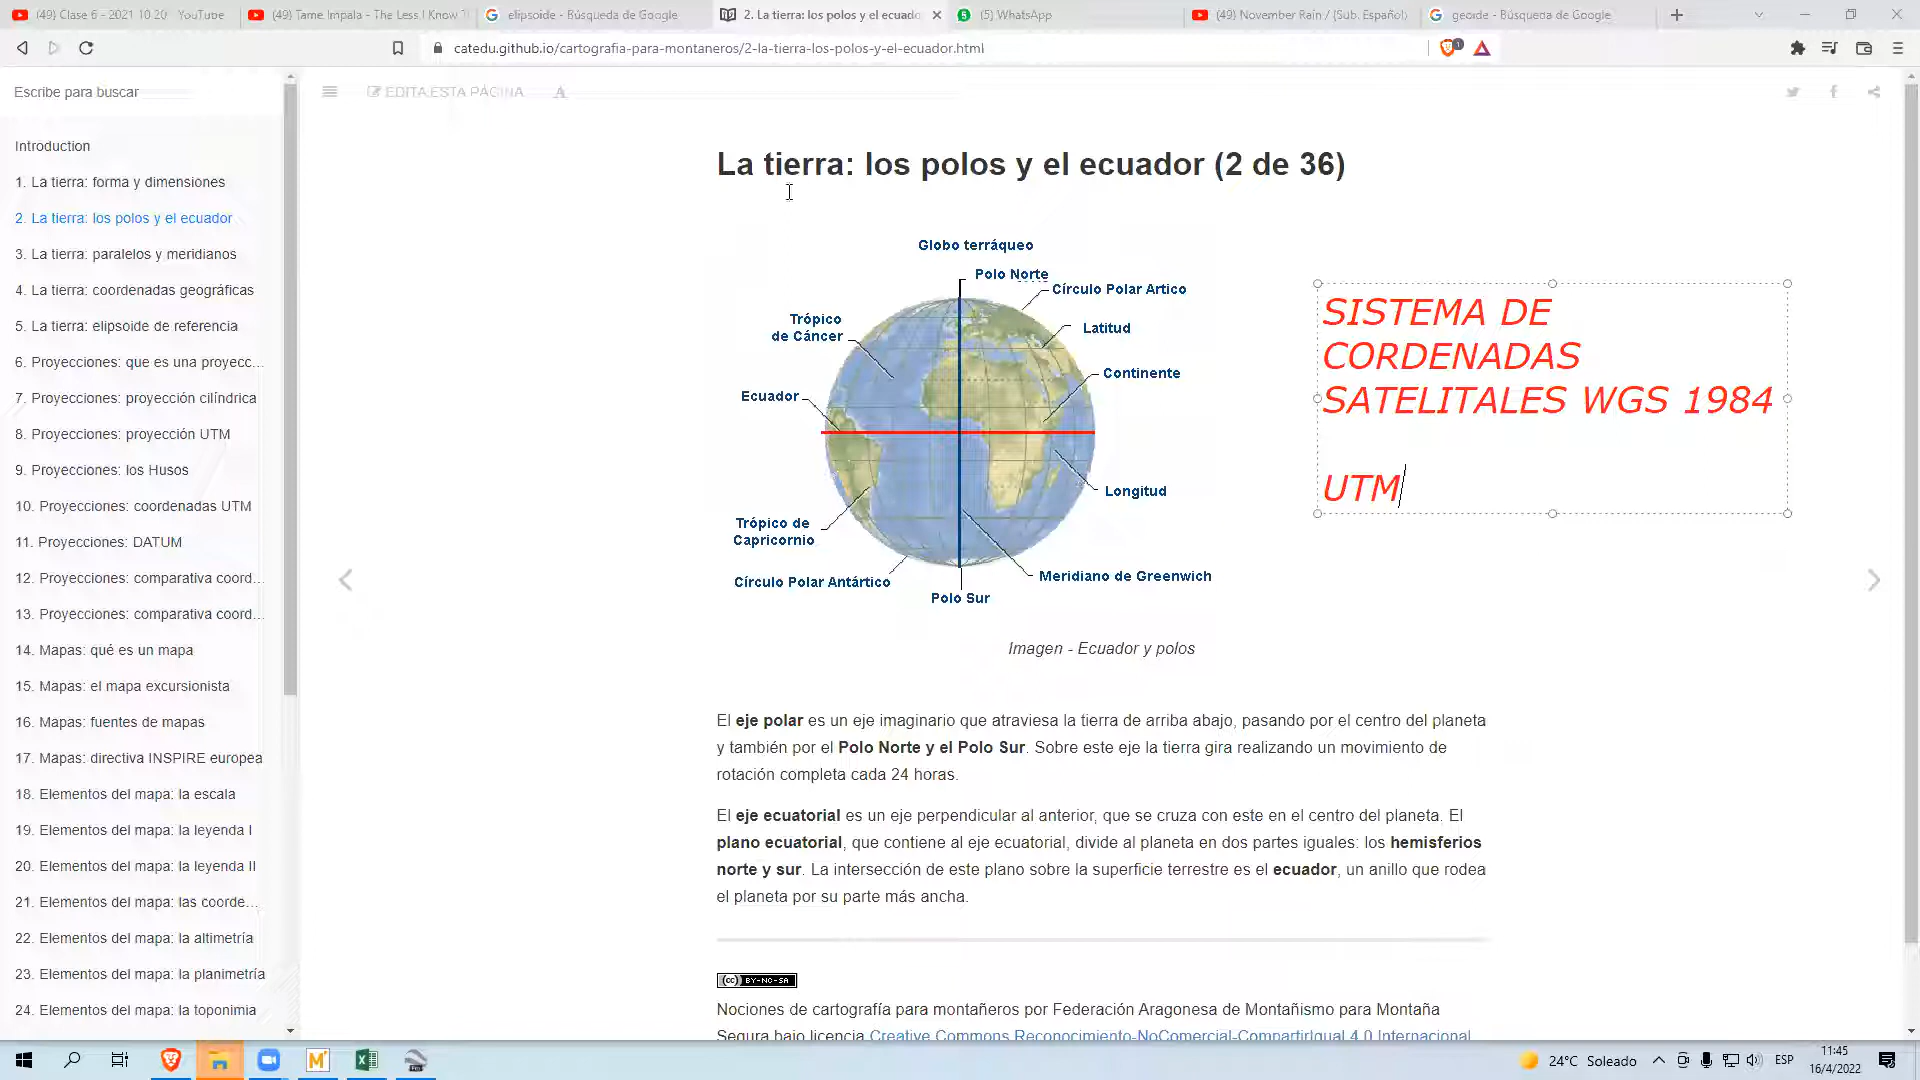 (49) Clase 6 - 2021 10 20 - YouTube
(49) Tame Impala - The Less I Know T
elipsoide - Búsqueda de Google
2. La tierra: los polos y el ecuado
(5) WhatsApp
(49) November Rain / (Sub. Español)
geoide - Búsqueda de Google
catedu.github.io/cartografia-para-montaneros/2-la-tierra-los-polos-y-el-ecuador.html
1
Escribe para buscar
EDITA ESTA PÁGINA
A
Introduction
1. La tierra: forma y dimensiones
2. La tierra: los polos y el ecuador
3. La tierra: paralelos y meridianos
4. La tierra: coordenadas geográficas
5. La tierra: elipsoide de referencia
6. Proyecciones: que es una proyecc...
7. Proyecciones: proyección cilíndrica
8. Proyecciones: proyección UTM
9. Proyecciones: los Husos
10. Proyecciones: coordenadas UTM
11. Proyecciones: DATUM
12. Proyecciones: comparativa coord...
13. Proyecciones: comparativa coord...
14. Mapas: qué es un mapa
15. Mapas: el mapa excursionista
16. Mapas: fuentes de mapas
17. Mapas: directiva INSPIRE europea
18. Elementos del mapa: la escala
19. Elementos del mapa: la leyenda I
20. Elementos del mapa: la leyenda II
21. Elementos del mapa: las coorde...
22. Elementos del mapa: la altimetría
23. Elementos del mapa: la planimetría
24. Elementos del mapa: la toponimia
La tierra: los polos y el ecuador (2 de 36)
Globo terráqueo
Polo Norte
Círculo Polar Artico
Trópico
de Cáncer
Latitud
Continente
Ecuador
Longitud
Trópico de
Capricornio
Círculo Polar Antártico
Meridiano de Greenwich
Polo Sur
SISTEMA DE
CORDENADAS
SATELITALES WGS 1984
UTM
Imagen - Ecuador y polos
El eje polar es un eje imaginario que atraviesa la tierra de arriba abajo, pasando por el centro del planeta
y también por el Polo Norte y el Polo Sur. Sobre este eje la tierra gira realizando un movimiento de
rotación completa cada 24 horas.
El eje ecuatorial es un eje perpendicular al anterior, que se cruza con este en el centro del planeta. El
plano ecuatorial, que contiene al eje ecuatorial, divide al planeta en dos partes iguales: los hemisferios
norte y sur. La intersección de este plano sobre la superficie terrestre es el ecuador, un anillo que rodea
el planeta por su parte más ancha.
(cc) BY-NC-SA
Nociones de cartografía para montañeros por Federación Aragonesa de Montañismo para Montaña
Segura bajo licencia Creative Commons Reconocimiento-NoComercial-CompartirIgual 4.0 Internacional
24°C Soleado
ESP
11:45
16/4/2022